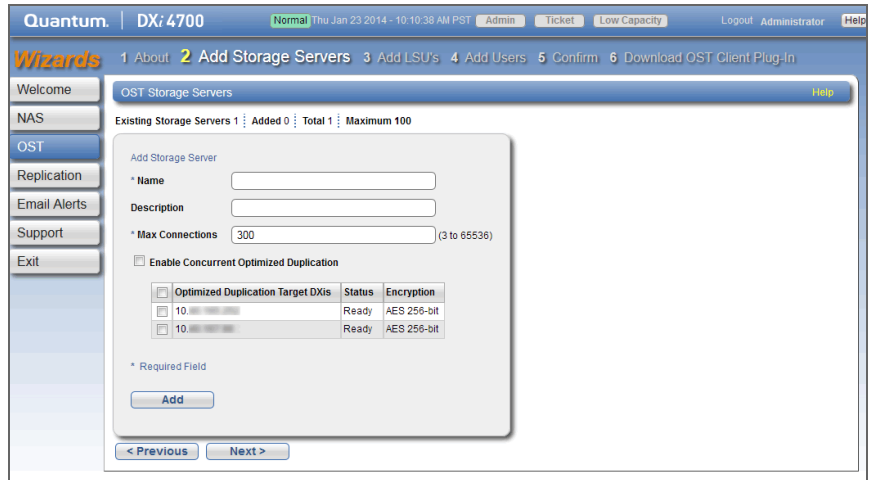 Quantum. DXi 4700 Normal Thu Jan 23 2014 - 10:10:38 AM PST Admin Ticket Low Capacity Logout Administrator Help
Wizards 1 About 2 Add Storage Servers 3 Add LSU's 4 Add Users 5 Confirm 6 Download OST Client Plug-In
Welcome
NAS
OST
Replication
Email Alerts
Support
Exit
OST Storage Servers Help
Existing Storage Servers 1 Added 0 Total 1 Maximum 100
Add Storage Server
* Name
Description
* Max Connections 300 (3 to 65536)
Enable Concurrent Optimized Duplication
Optimized Duplication Target DXis Status Encryption
10. Ready AES 256-bit
10. Ready AES 256-bit
* Required Field
Add
< Previous Next >